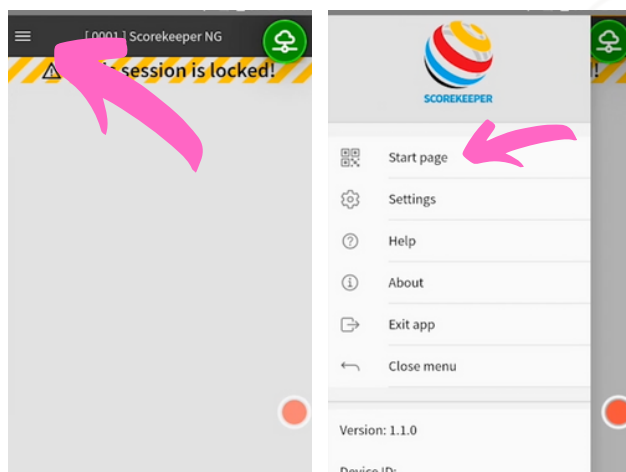 [ 0001 ] Scorekeeper NG
session is locked!
SCOREKEEPER
Start page
Settings
Help
About
Exit app
Close menu
Version: 1.1.0
Device ID: